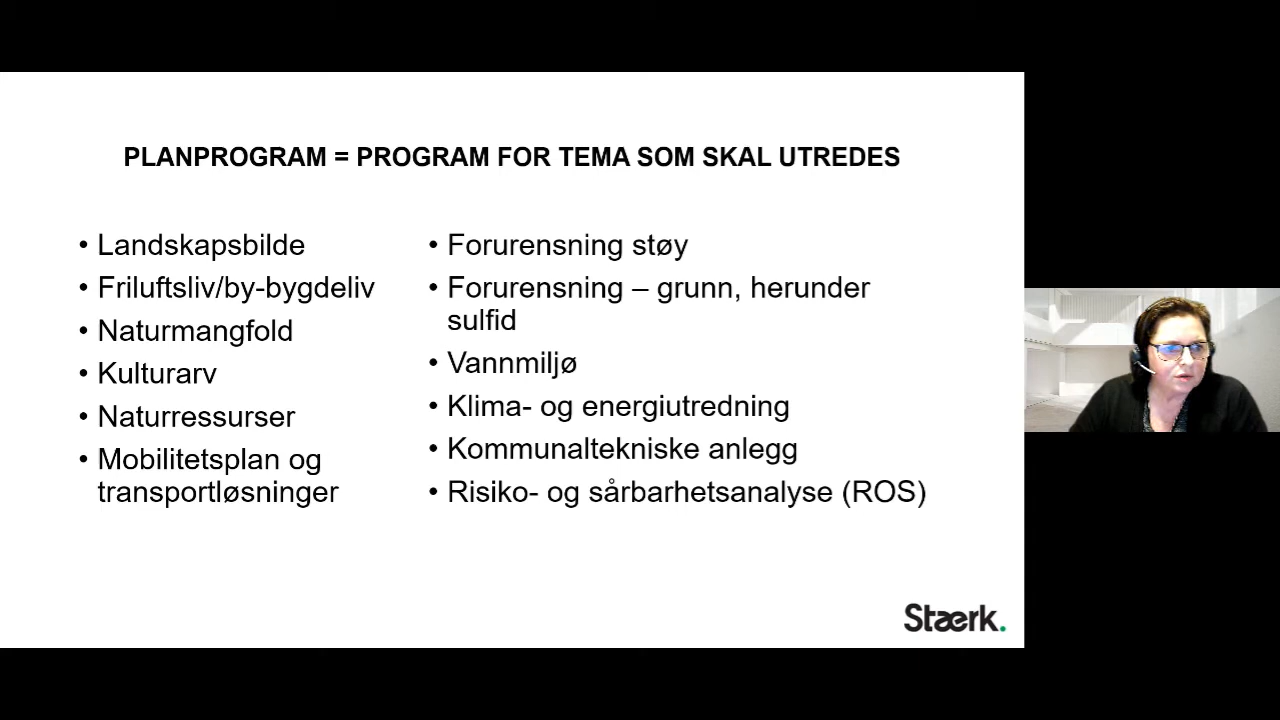 PLANPROGRAM = PROGRAM FOR TEMA SOM SKAL UTREDES
• Landskapsbilde
• Friluftsliv/by-bygdeliv
• Naturmangfold
• Kulturarv
• Naturressurser
• Mobilitetsplan og
transportløsninger
• Forurensning støy
• Forurensning – grunn, herunder
sulfid
• Vannmiljø
• Klima- og energiutredning
• Kommunaltekniske anlegg
• Risiko- og sårbarhetsanalyse (ROS)
Stærk.